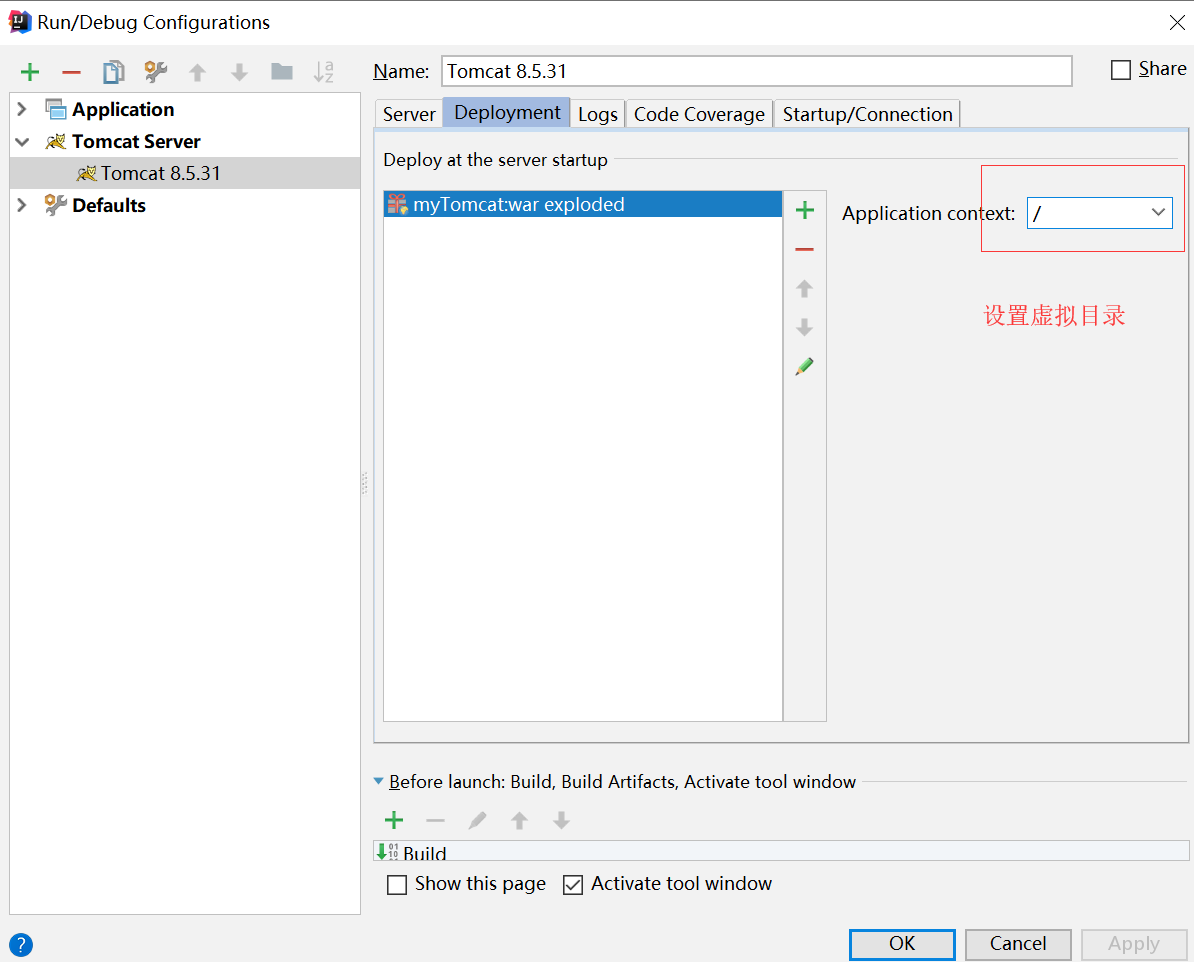 Run/Debug Configurations
Name: Tomcat 8.5.31
Share
Application
Tomcat Server
Tomcat 8.5.31
Defaults
Server Deployment Logs Code Coverage Startup/Connection
Deploy at the server startup
myTomcat:war exploded
Application context: /
设置虚拟目录
Before launch: Build, Build Artifacts, Activate tool window
Build
Show this page Activate tool window
? OK Cancel Apply